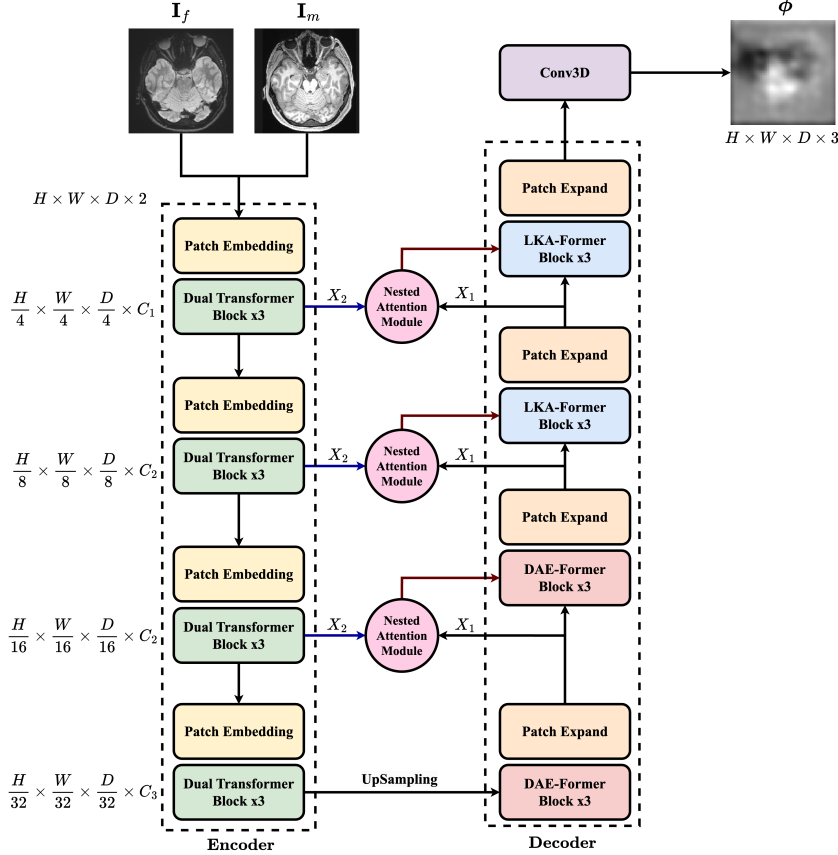 I_f
I_m
ϕ
Conv3D
H × W × D × 3
H × W × D × 2
Patch Expand
Patch Embedding
LKA-Former
Block x3
H/4 × W/4 × D/4 × C_1
Dual Transformer
Block x3
X_2
Nested
Attention
Module
X_1
Patch Expand
Patch Embedding
LKA-Former
Block x3
H/8 × W/8 × D/8 × C_2
Dual Transformer
Block x3
X_2
Nested
Attention
Module
X_1
Patch Expand
Patch Embedding
DAE-Former
Block x3
H/16 × W/16 × D/16 × C_2
Dual Transformer
Block x3
X_2
Nested
Attention
Module
X_1
Patch Embedding
Patch Expand
H/32 × W/32 × D/32 × C_3
Dual Transformer
Block x3
UpSampling
DAE-Former
Block x3
Encoder
Decoder